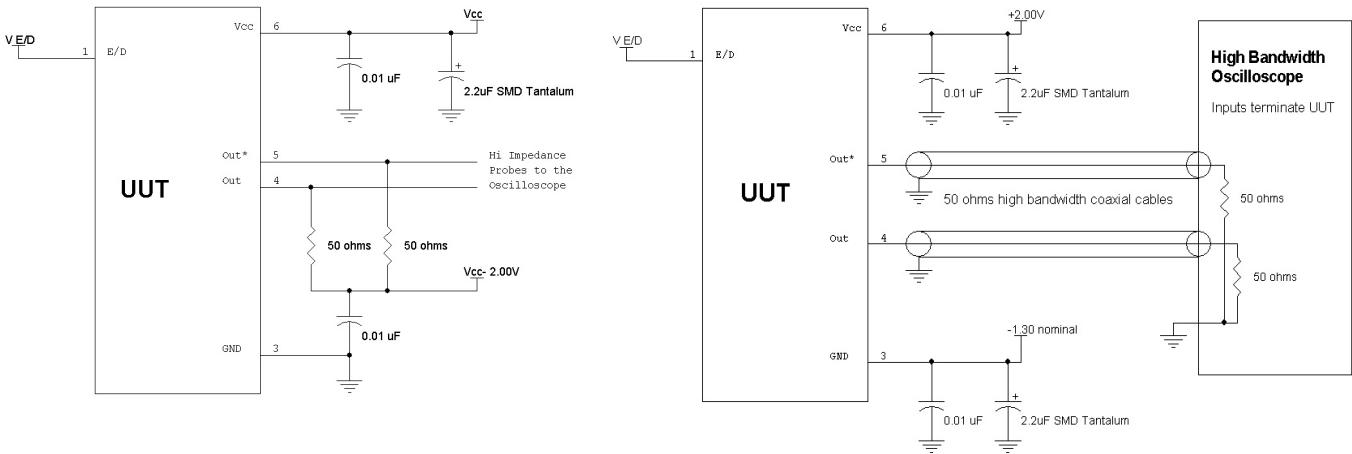 Vcc
Vcc
6
V E/D
1
E/D
0.01 uF
2.2uF SMD Tantalum
+
Out*
5
Hi Impedance
Probes to the
Oscilloscope
Out
4
UUT
50 ohms
50 ohms
Vcc- 2.00V
0.01 uF
GND
3
+2.00V
Vcc
6
V E/D
1
E/D
+
0.01 uF
2.2uF SMD Tantalum
High Bandwidth
Oscilloscope
Inputs terminate UUT
Out*
5
UUT
50 ohms high bandwidth coaxial cables
50 ohms
Out
4
50 ohms
-1.30 nominal
GND
3
+
0.01 uF
2.2uF SMD Tantalum